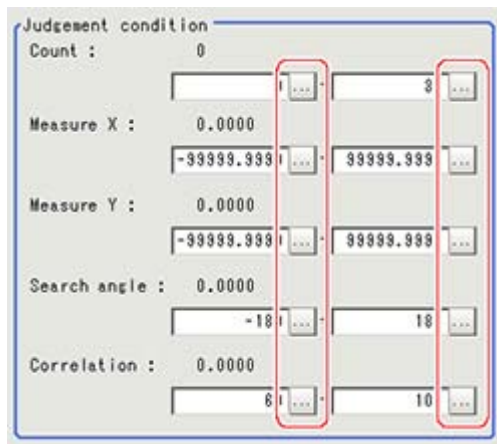 Judgement condition
Count : 0
... - 3 ...
Measure X : 0.0000
-99999.999 ... - 99999.999 ...
Measure Y : 0.0000
-99999.999 ... - 99999.999 ...
Search angle : 0.0000
-18 ... - 18 ...
Correlation : 0.0000
6 ... - 10 ...